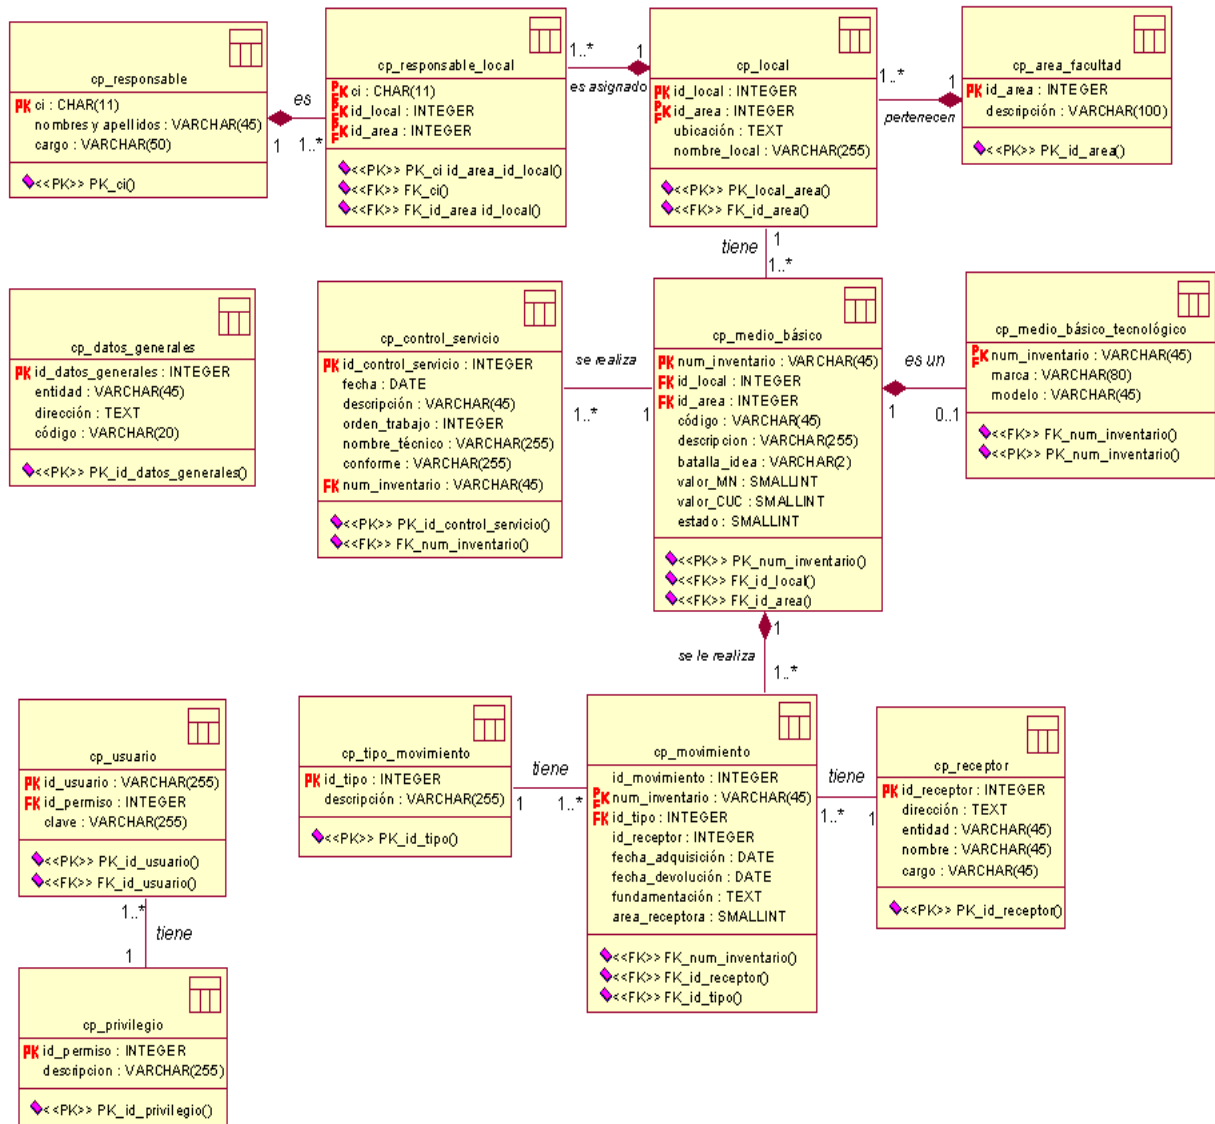 cp_responsable
PK ci : CHAR(11)
nombres y apellidos : VARCHAR(45)
cargo : VARCHAR(50)
<<PK>> PK_ci()
es
1
1..*
cp_responsable_local
PF K ci : CHAR(11)
PF K id_local : INTEGER
PF K id_area : INTEGER
<<PK>> PK_ci id_area_id_local()
<<FK>> FK_ci()
<<FK>> FK_id_area id_local()
1..*
1
es asignado
cp_local
PK id_local : INTEGER
PF K id_area : INTEGER
ubicación : TEXT
nombre_local : VARCHAR(255)
<<PK>> PK_local_area()
<<FK>> FK_id_area()
1..*
1
pertenecen
cp_area_facultad
PK id_area : INTEGER
descripción : VARCHAR(100)
<<PK>> PK_id_area()
tiene
1
1..*
cp_datos_generales
PK id_datos_generales : INTEGER
entidad : VARCHAR(45)
dirección : TEXT
código : VARCHAR(20)
<<PK>> PK_id_datos_generales()
cp_control_servicio
PK id_control_servicio : INTEGER
fecha : DATE
descripción : VARCHAR(45)
orden_trabajo : INTEGER
nombre_técnico : VARCHAR(255)
conforme : VARCHAR(255)
FK num_inventario : VARCHAR(45)
<<PK>> PK_id_control_servicio()
<<FK>> FK_num_inventario()
se realiza
1..*
1
cp_medio_básico
PK num_inventario : VARCHAR(45)
FK id_local : INTEGER
FK id_area : INTEGER
código : VARCHAR(45)
descripcion : VARCHAR(255)
batalla_idea : VARCHAR(2)
valor_MN : SMALLINT
valor_CUC : SMALLINT
estado : SMALLINT
<<PK>> PK_num_inventario()
<<FK>> FK_id_local()
<<FK>> FK_id_area()
es un
1
0..1
cp_medio_básico_tecnológico
PF K num_inventario : VARCHAR(45)
marca : VARCHAR(80)
modelo : VARCHAR(45)
<<FK>> FK_num_inventario()
<<PK>> PK_num_inventario()
1
se le realiza
1..*
cp_usuario
PK id_usuario : VARCHAR(255)
FK id_permiso : INTEGER
clave : VARCHAR(255)
<<PK>> PK_id_usuario()
<<FK>> FK_id_usuario()
1..*
tiene
1
cp_privilegio
PK id_permiso : INTEGER
descripcion : VARCHAR(255)
<<PK>> PK_id_privilegio()
cp_tipo_movimiento
PK id_tipo : INTEGER
descripción : VARCHAR(255)
<<PK>> PK_id_tipo()
tiene
1
1..*
cp_movimiento
id_movimiento : INTEGER
PF K num_inventario : VARCHAR(45)
FK id_tipo : INTEGER
id_receptor : INTEGER
fecha_adquisición : DATE
fecha_devolución : DATE
fundamentación : TEXT
area_receptora : SMALLINT
<<FK>> FK_num_inventario()
<<FK>> FK_id_receptor()
<<FK>> FK_id_tipo()
tiene
1..*
1
cp_receptor
PK id_receptor : INTEGER
dirección : TEXT
entidad : VARCHAR(45)
nombre : VARCHAR(45)
cargo : VARCHAR(45)
<<PK>> PK_id_receptor()